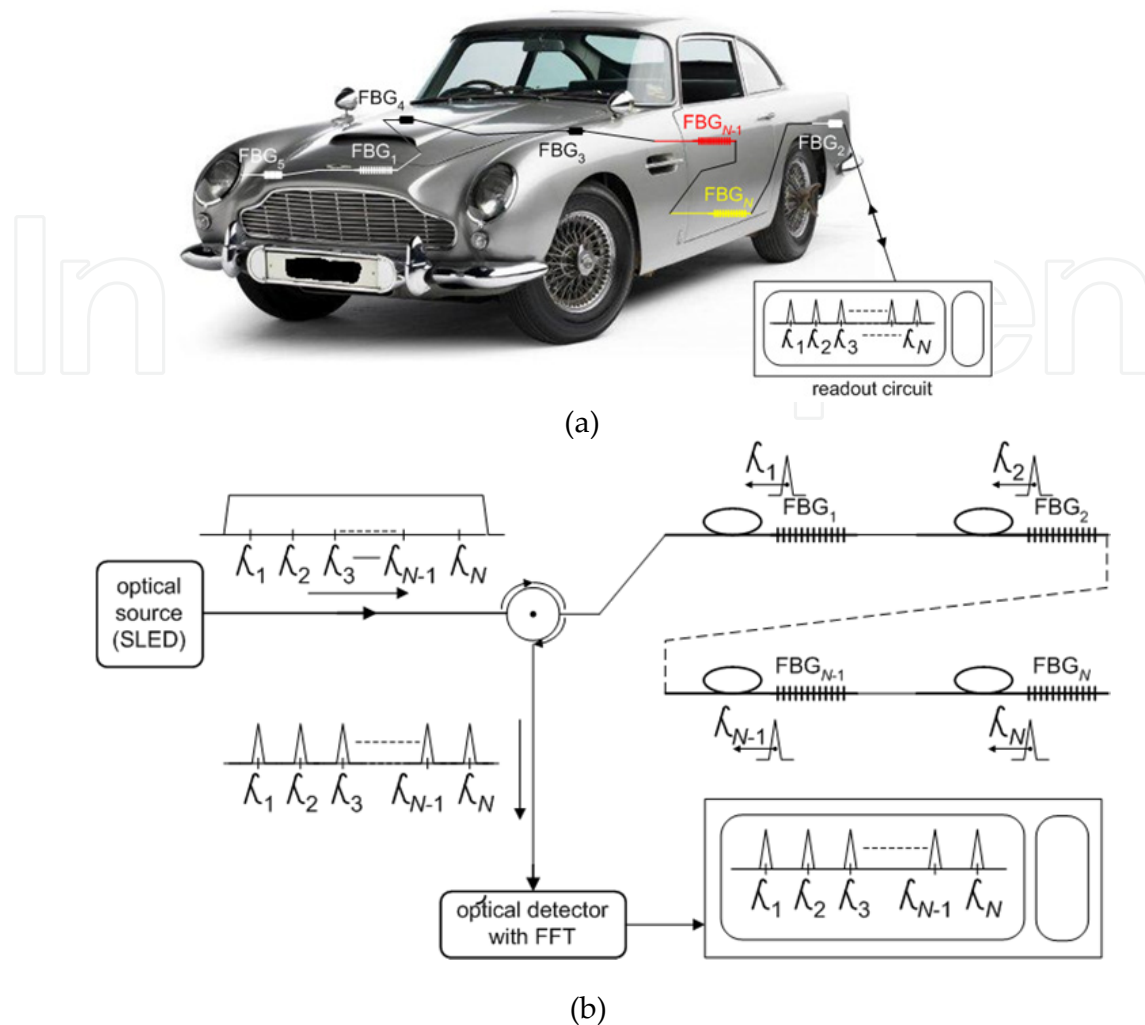 FBG4
FBG5
FBG1
FBG3
FBGN-1
FBG2
FBGN
In
pen
λ1 λ2 λ3 λN
readout circuit
(a)
λ1 λ2
FBG1 FBG2
λ1 λ2 λ3 λN-1 λN
optical
source
(SLED)
FBGN-1 FBGN
λN-1 λN
λ1 λ2 λ3 λN-1 λN
λ1 λ2 λ3 λN-1 λN
optical detector
with FFT
(b)